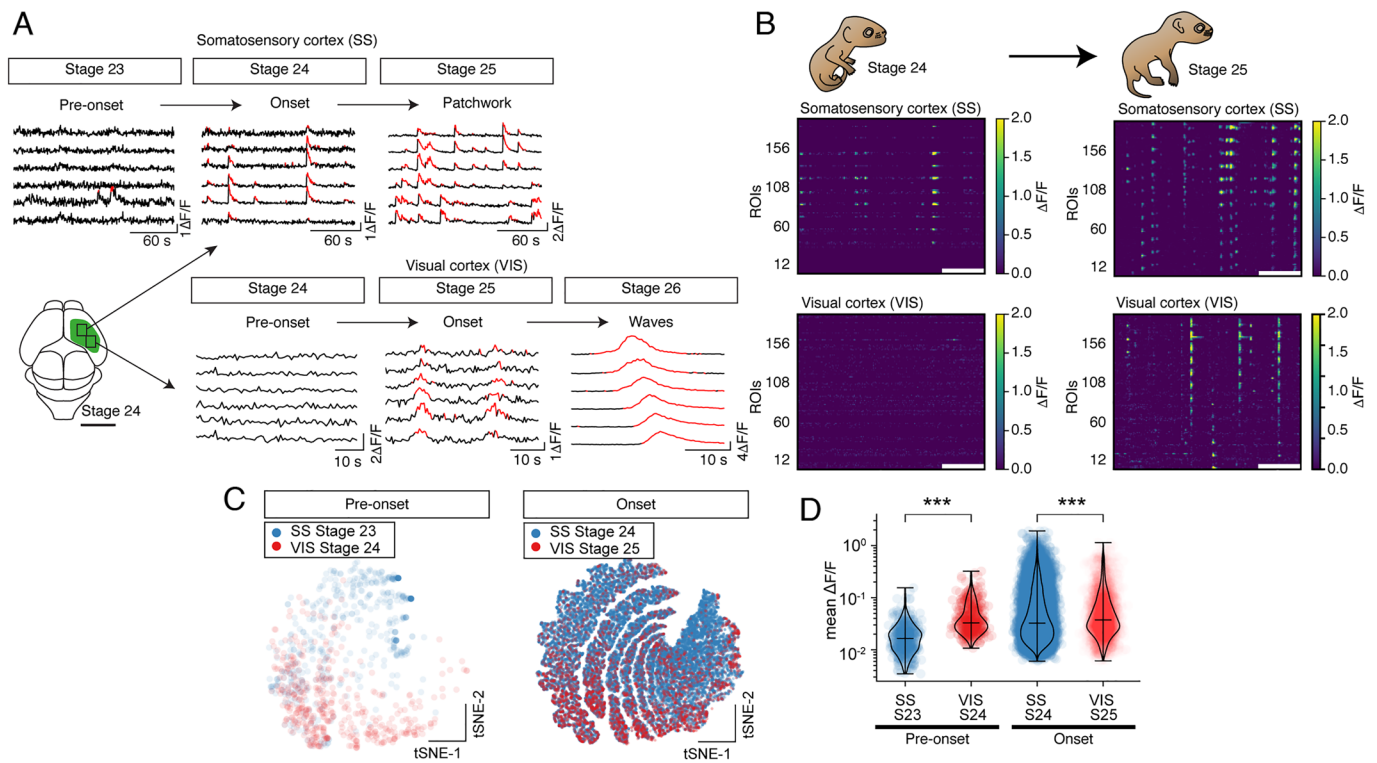 A
Somatosensory cortex (SS)
Stage 23
Stage 24
Stage 25
Pre-onset
Onset
Patchwork
60 s
1ΔF/F
60 s
1ΔF/F
60 s
2ΔF/F
Visual cortex (VIS)
Stage 24
Stage 25
Stage 26
Pre-onset
Onset
Waves
Stage 24
10 s
2ΔF/F
10 s
1ΔF/F
10 s
4ΔF/F
B
Stage 24
Stage 25
Somatosensory cortex (SS)
ROIs
156
108
60
12
2.0
1.5
1.0
0.5
0.0
ΔF/F
Somatosensory cortex (SS)
ROIs
156
108
60
12
2.0
1.5
1.0
0.5
0.0
ΔF/F
Visual cortex (VIS)
ROIs
156
108
60
12
2.0
1.5
1.0
0.5
0.0
ΔF/F
Visual cortex (VIS)
ROIs
156
108
60
12
2.0
1.5
1.0
0.5
0.0
ΔF/F
C
Pre-onset
SS Stage 23
VIS Stage 24
tSNE-1
tSNE-2
Onset
SS Stage 24
VIS Stage 25
tSNE-1
tSNE-2
D
***
***
mean ΔF/F
10⁰
10⁻¹
10⁻²
SS
S23
VIS
S24
SS
S24
VIS
S25
Pre-onset
Onset